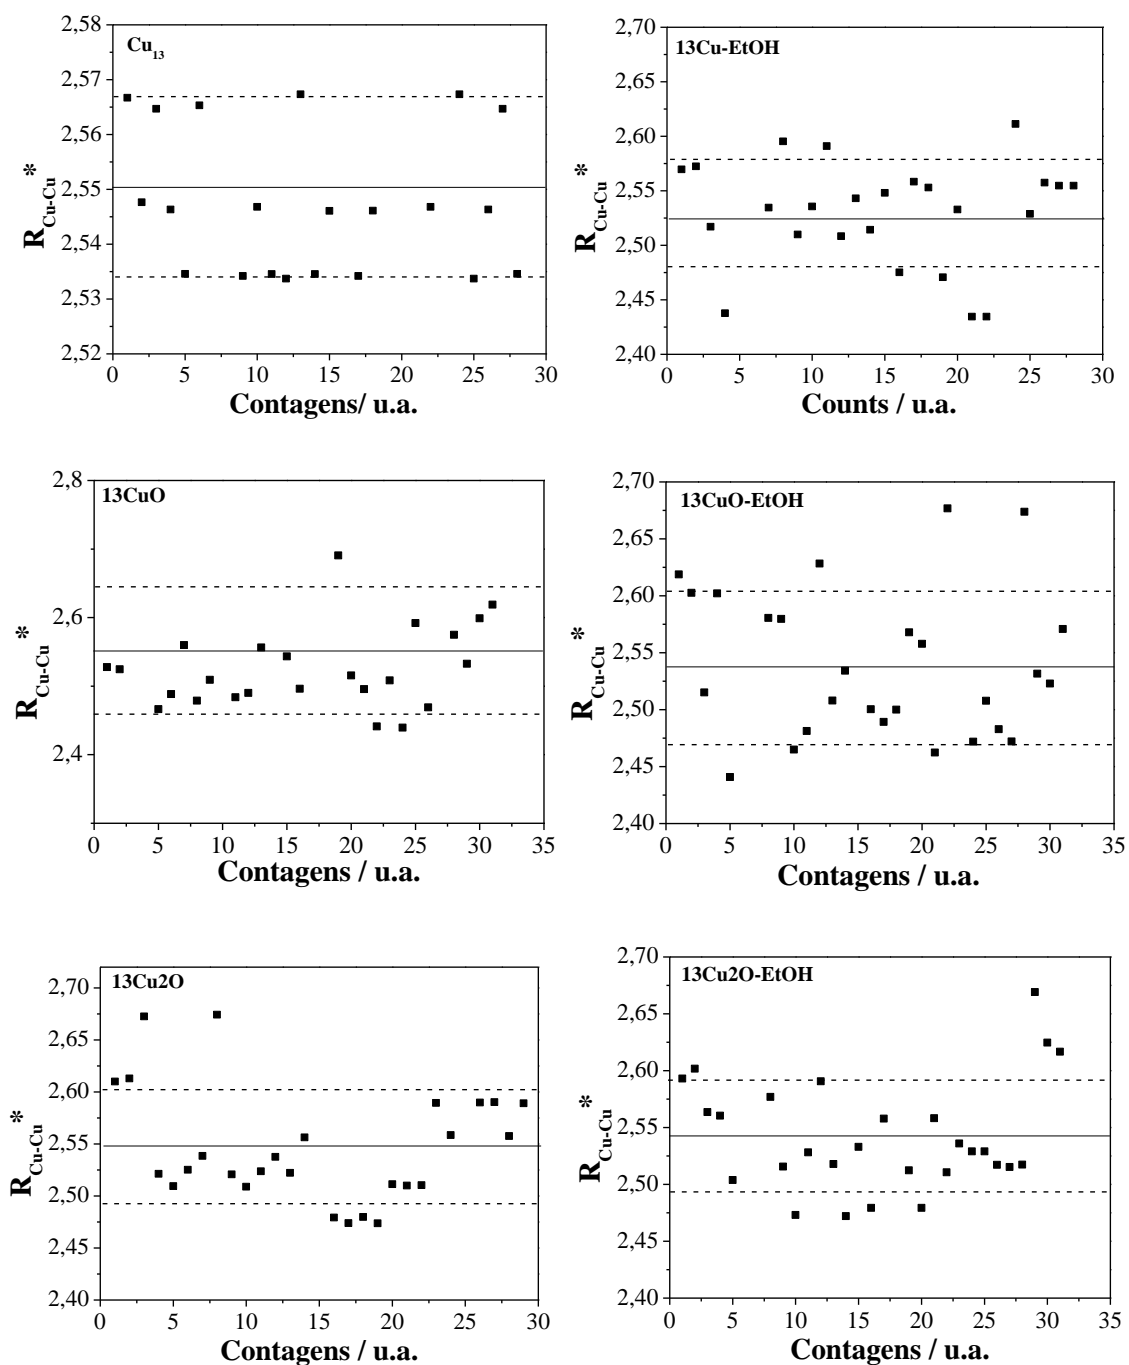 Cu13
2,58
2,57
2,56
2,55
2,54
2,53
2,52
RCu-Cu*
0 5 10 15 20 25 30
Contagens/ u.a.
13Cu-EtOH
2,70
2,65
2,60
2,55
2,50
2,45
2,40
RCu-Cu*
0 5 10 15 20 25 30
Counts / u.a.
13CuO
2,8
2,6
2,4
RCu-Cu*
0 5 10 15 20 25 30 35
Contagens / u.a.
13CuO-EtOH
2,70
2,65
2,60
2,55
2,50
2,45
2,40
RCu-Cu*
0 5 10 15 20 25 30 35
Contagens / u.a.
13Cu2O
2,70
2,65
2,60
2,55
2,50
2,45
2,40
RCu-Cu*
0 5 10 15 20 25 30
Contagens / u.a.
13Cu2O-EtOH
2,70
2,65
2,60
2,55
2,50
2,45
2,40
RCu-Cu*
0 5 10 15 20 25 30 35
Contagens / u.a.